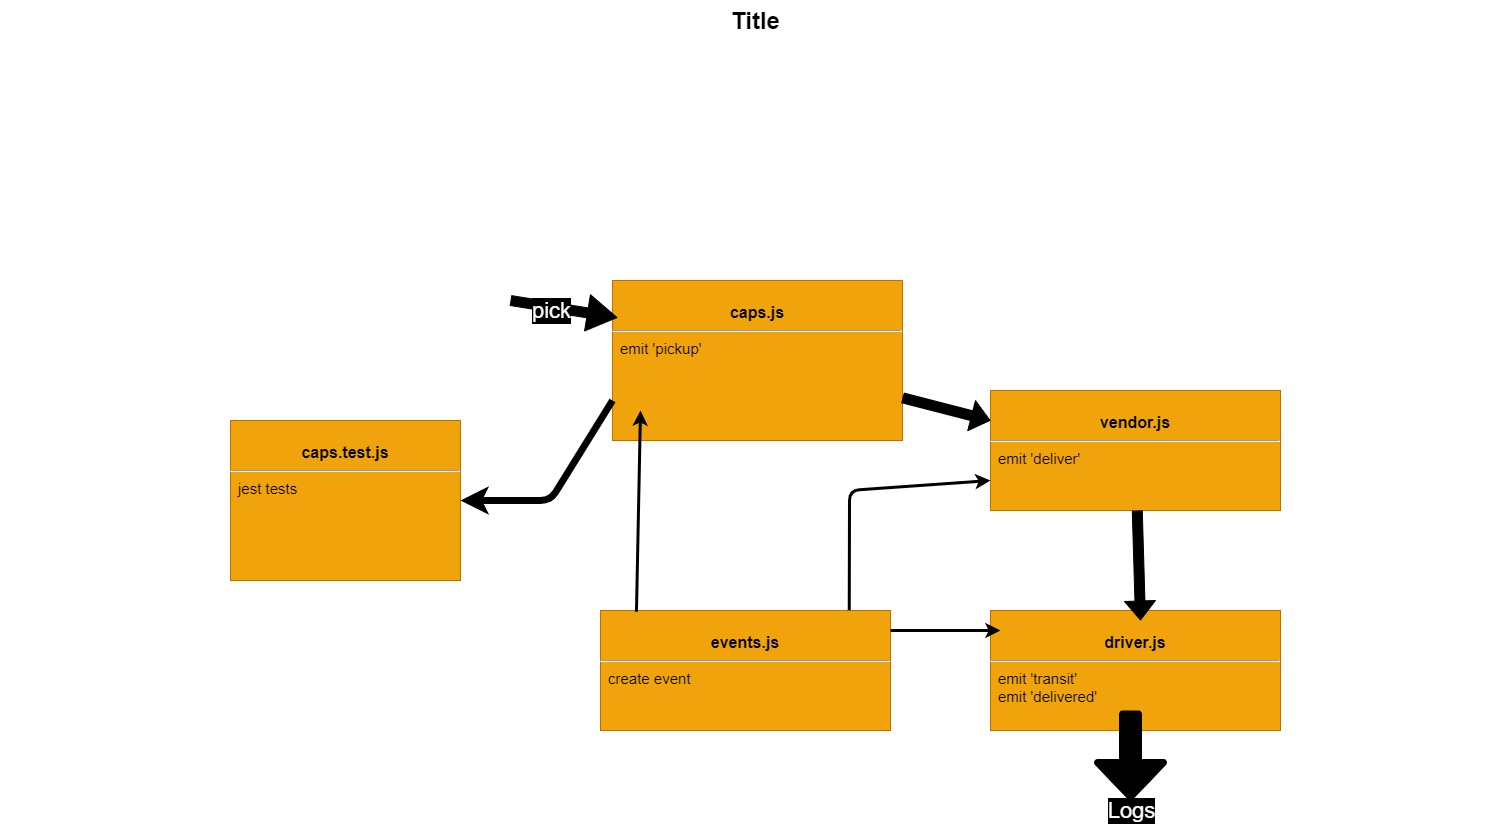 Title
pick
caps.js
emit 'pickup'
vendor.js
emit 'deliver'
caps.test.js
jest tests
events.js
create event
driver.js
emit 'transit'
emit 'delivered'
Logs